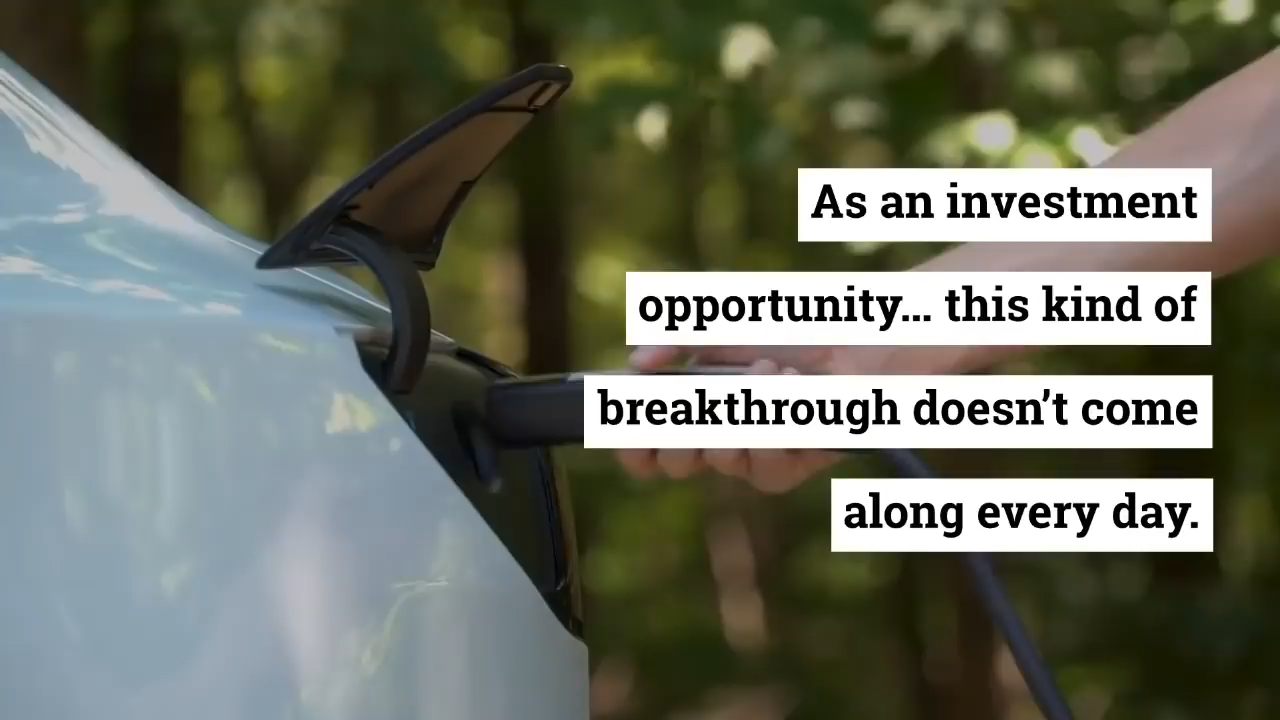 As an investment
opportunity... this kind of
breakthrough doesn’t come
along every day.